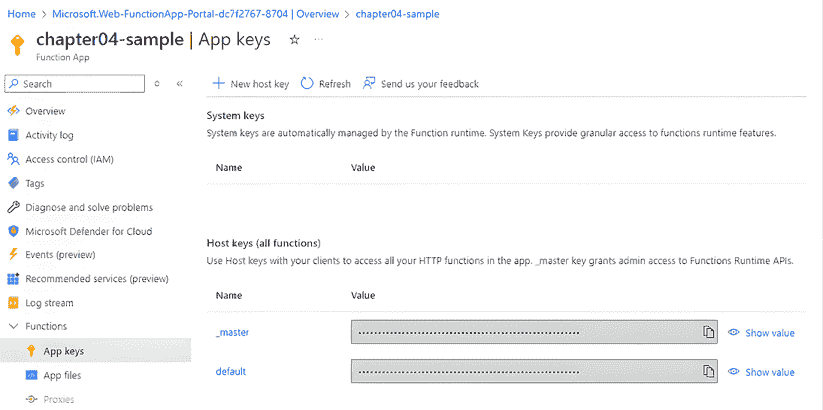 Home > Microsoft.Web-FunctionApp-Portal-dc7f2767-8704 | Overview > chapter04-sample
chapter04-sample | App keys
Function App
Search
New host key Refresh Send us your feedback
Overview
Activity log
Access control (IAM)
Tags
Diagnose and solve problems
Microsoft Defender for Cloud
Events (preview)
Recommended services (preview)
Log stream
Functions
App keys
App files
Proxies
System keys
System keys are automatically managed by the Function runtime. System Keys provide granular access to functions runtime features.
Name Value
Host keys (all functions)
Use Host keys with your clients to access all your HTTP functions in the app. _master key grants admin access to Functions Runtime APIs.
Name Value
_master Show value
default Show value